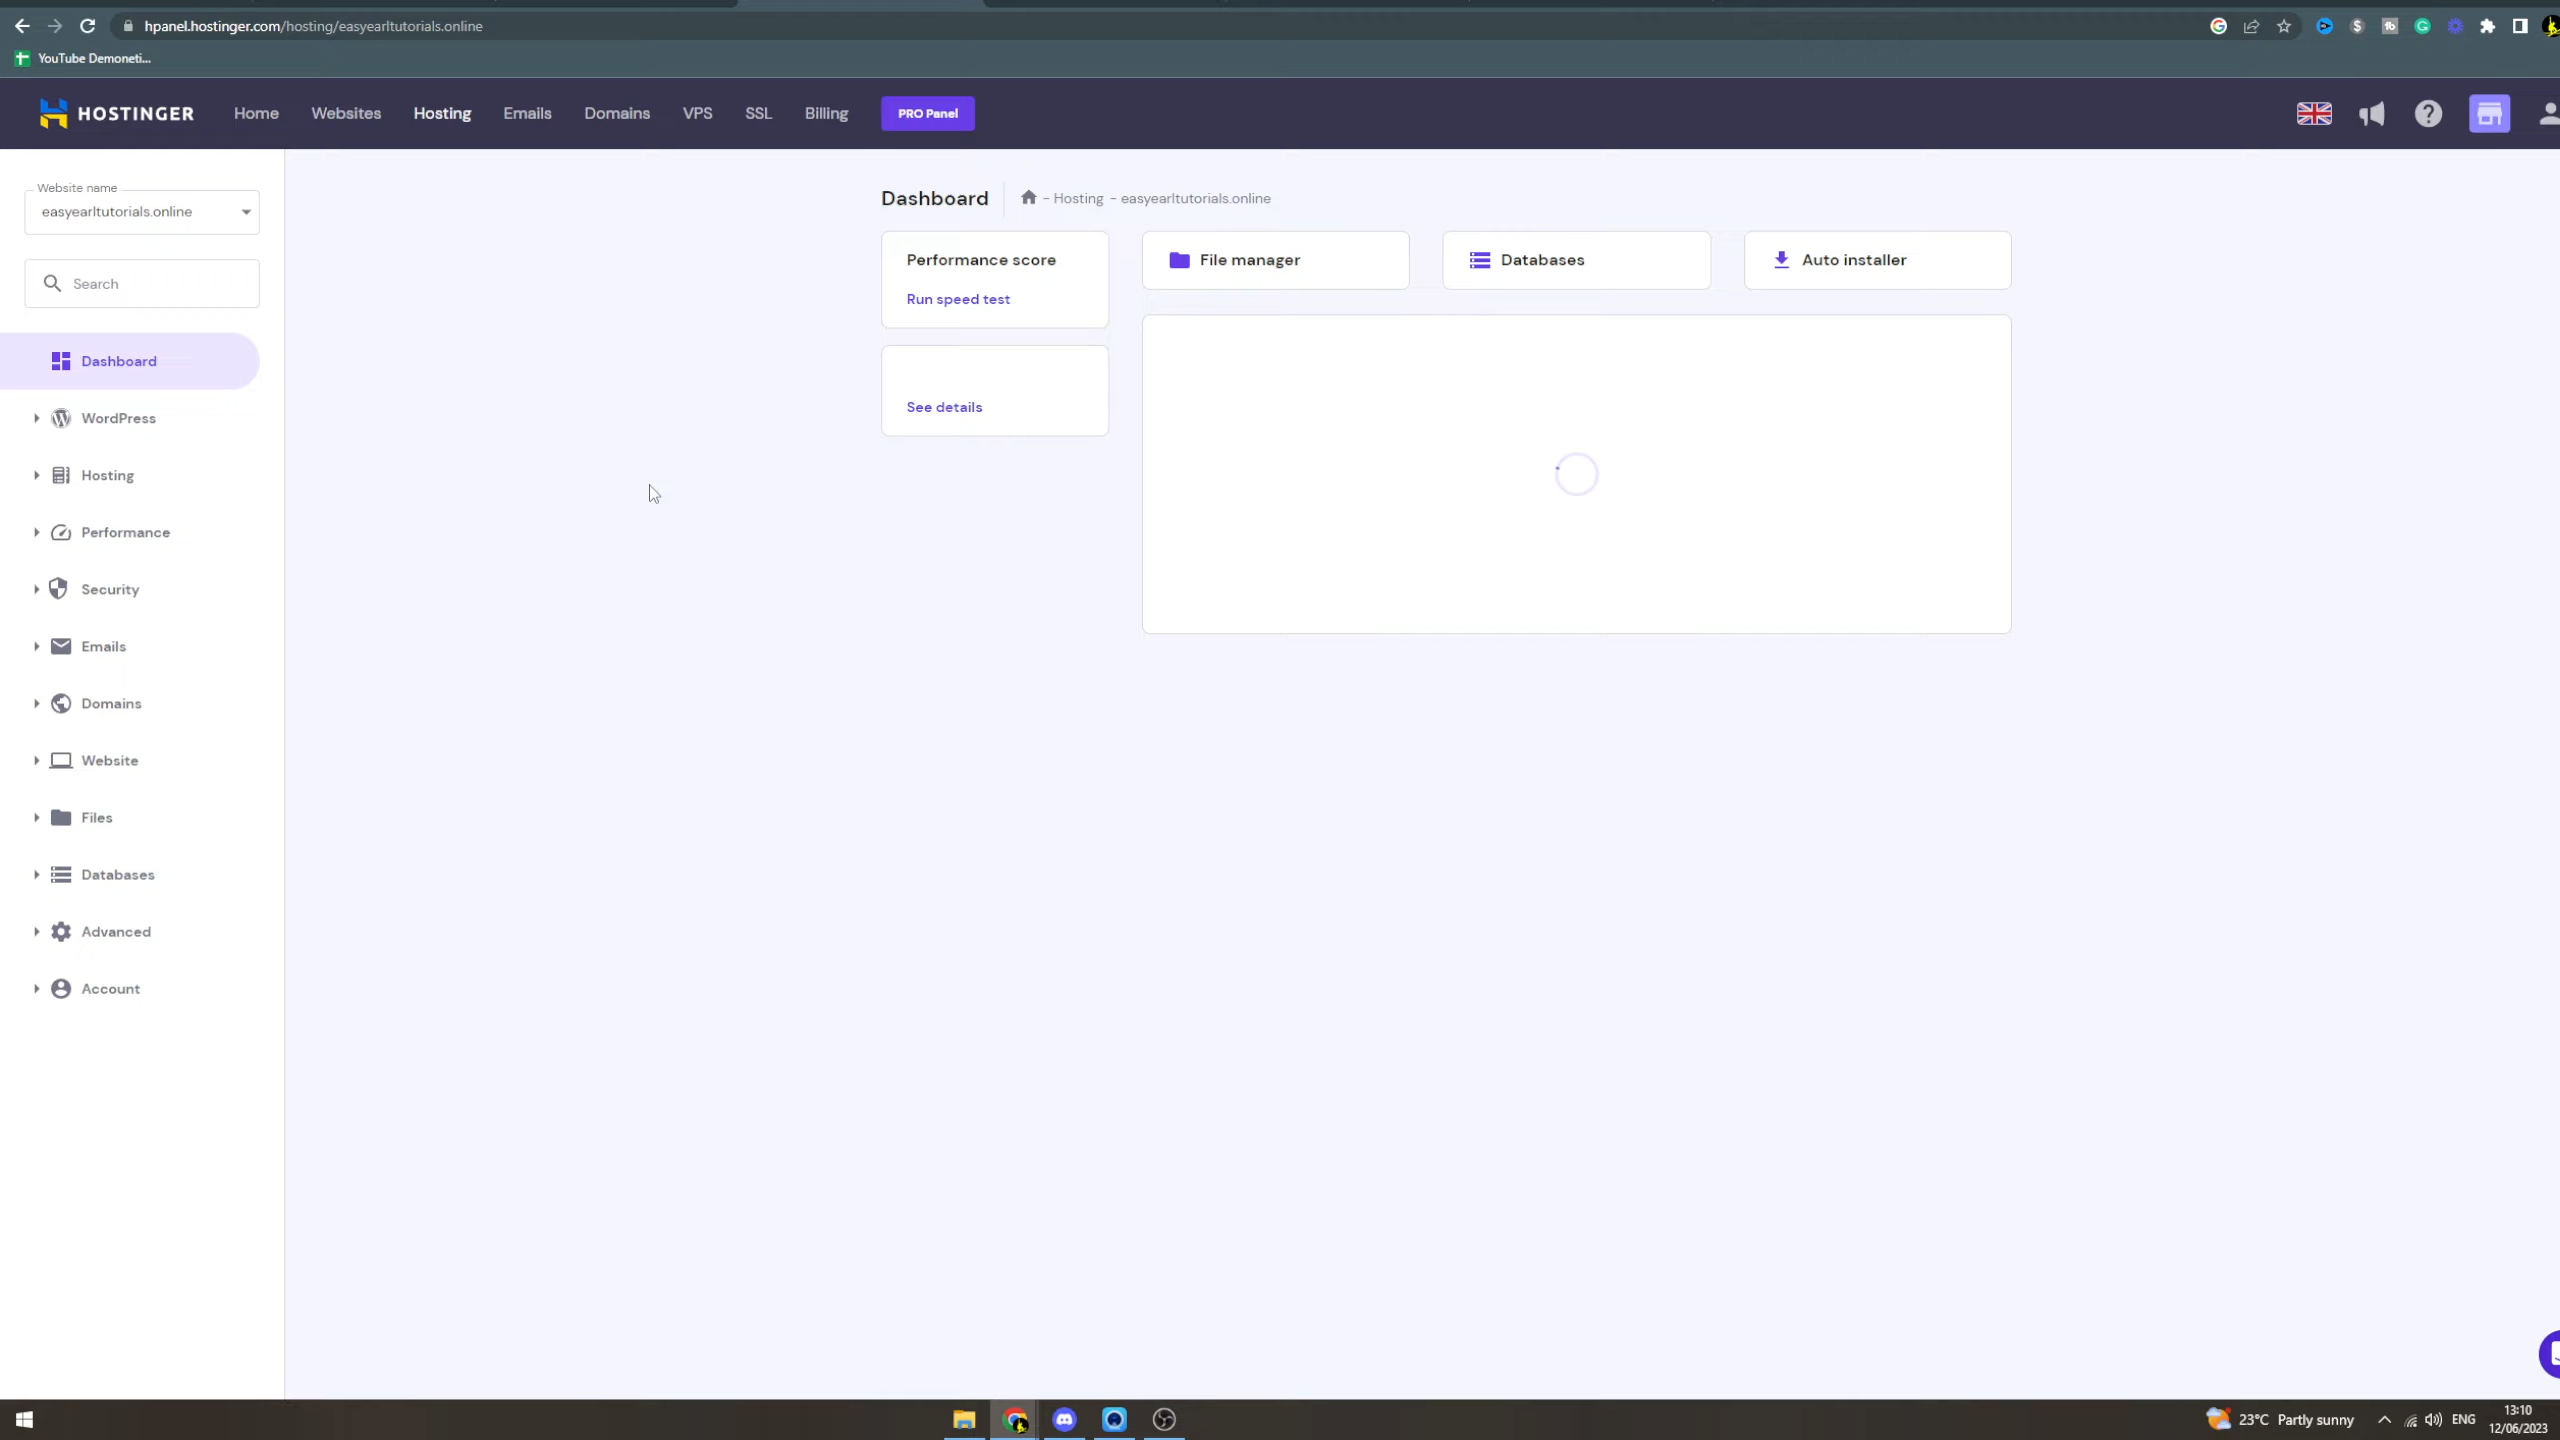 hpanel.hostinger.com/hosting/easyearltutorials.online
YouTube Demoneti...
HOSTINGER
Home
Websites
Hosting
Emails
Domains
VPS
SSL
Billing
PRO Panel
Website name
easyearltutorials.online
Search
Dashboard
WordPress
Hosting
Performance
Security
Emails
Domains
Website
Files
Databases
Advanced
Account
Dashboard
- Hosting - easyearltutorials.online
Performance score
Run speed test
See details
File manager
Databases
Auto installer
23°C Partly sunny
ENG
13:10
12/06/2023